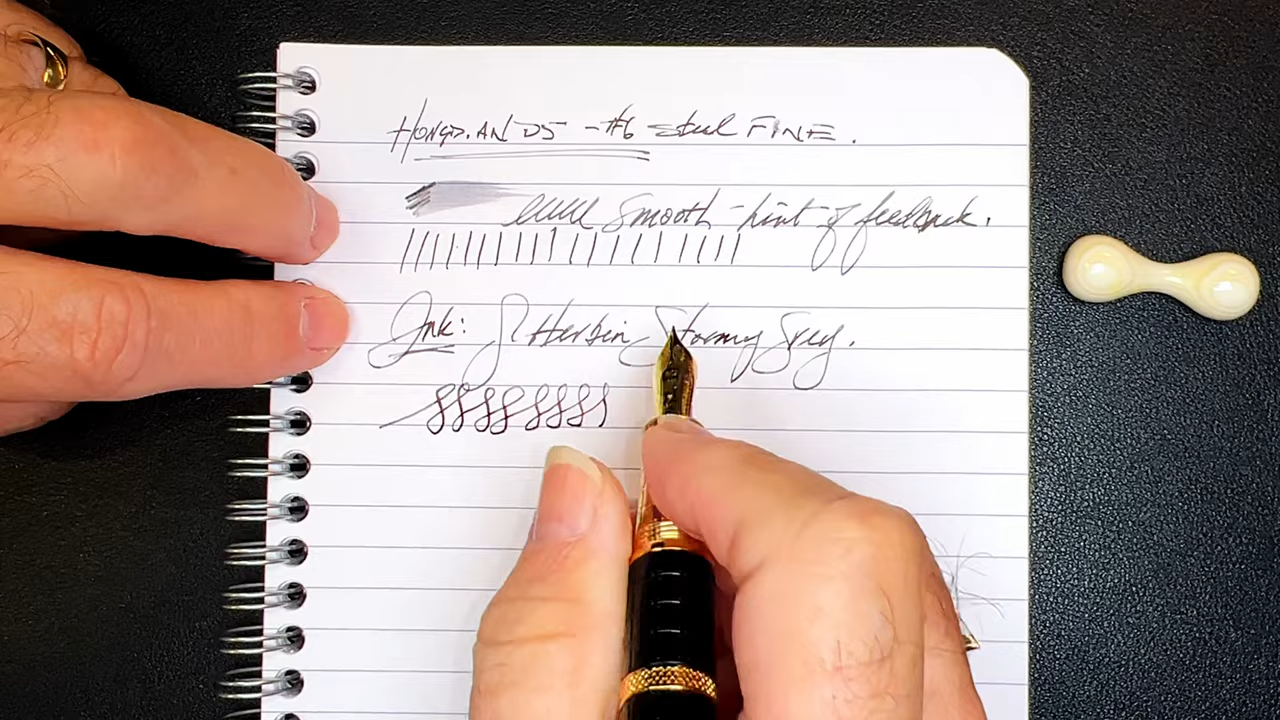 HONGDIAN D5 - #6 steel FINE.
Smooth - hint of feedback.
Ink: J Herbin Stormy Grey.